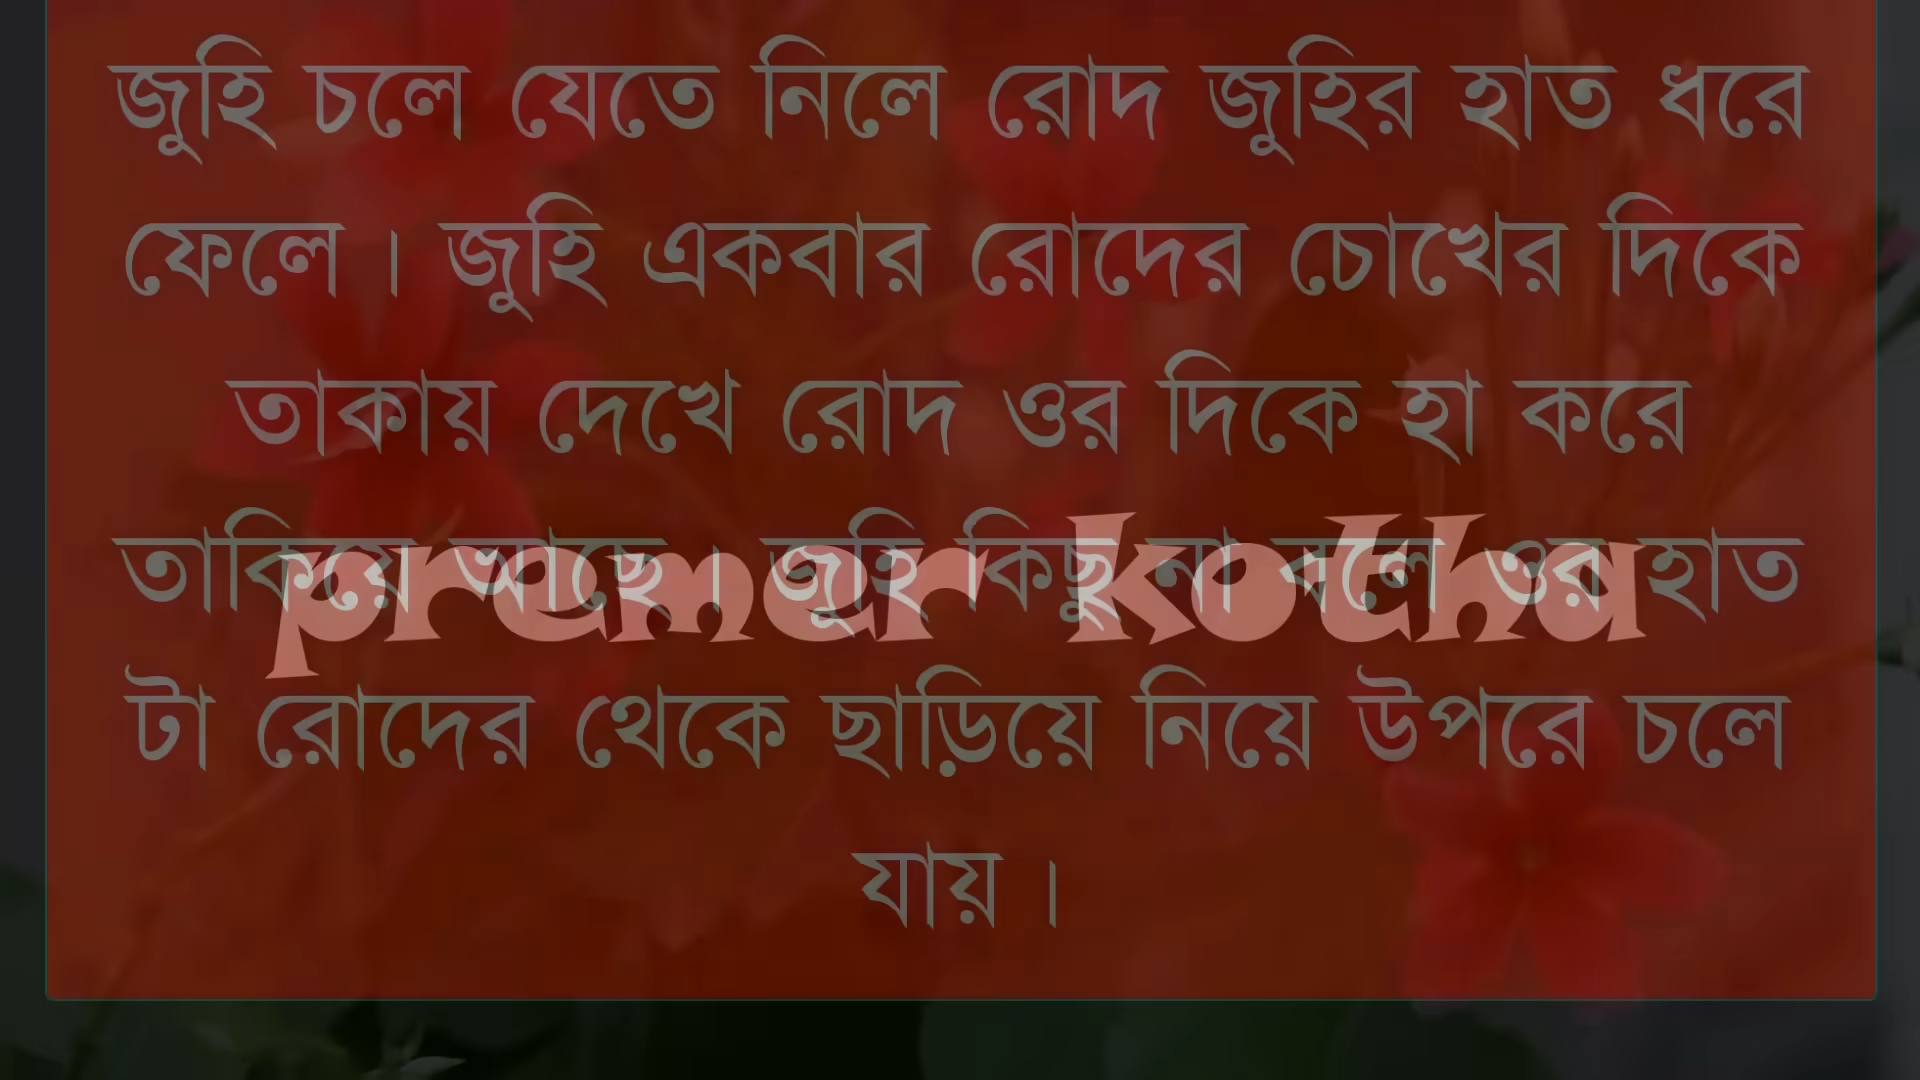 জুহি চলে যেতে নিলে রোদ জুহির হাত ধরে
ফেলে । জুহি একবার রোদের চোখের দিকে
তাকায় দেখে রোদ ওর দিকে হা করে
তাকিয়ে আছে । জুহি কিছু না বলে ওর হাত
premer kotha
টা রোদের থেকে ছাড়িয়ে নিয়ে উপরে চলে
যায় ।